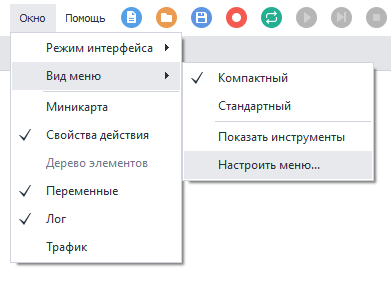 Окно Помощь
Режим интерфейса
Вид меню
Миникарта
Свойства действия
Дерево элементов
Переменные
Лог
Трафик
Компактный
Стандартный
Показать инструменты
Настроить меню...